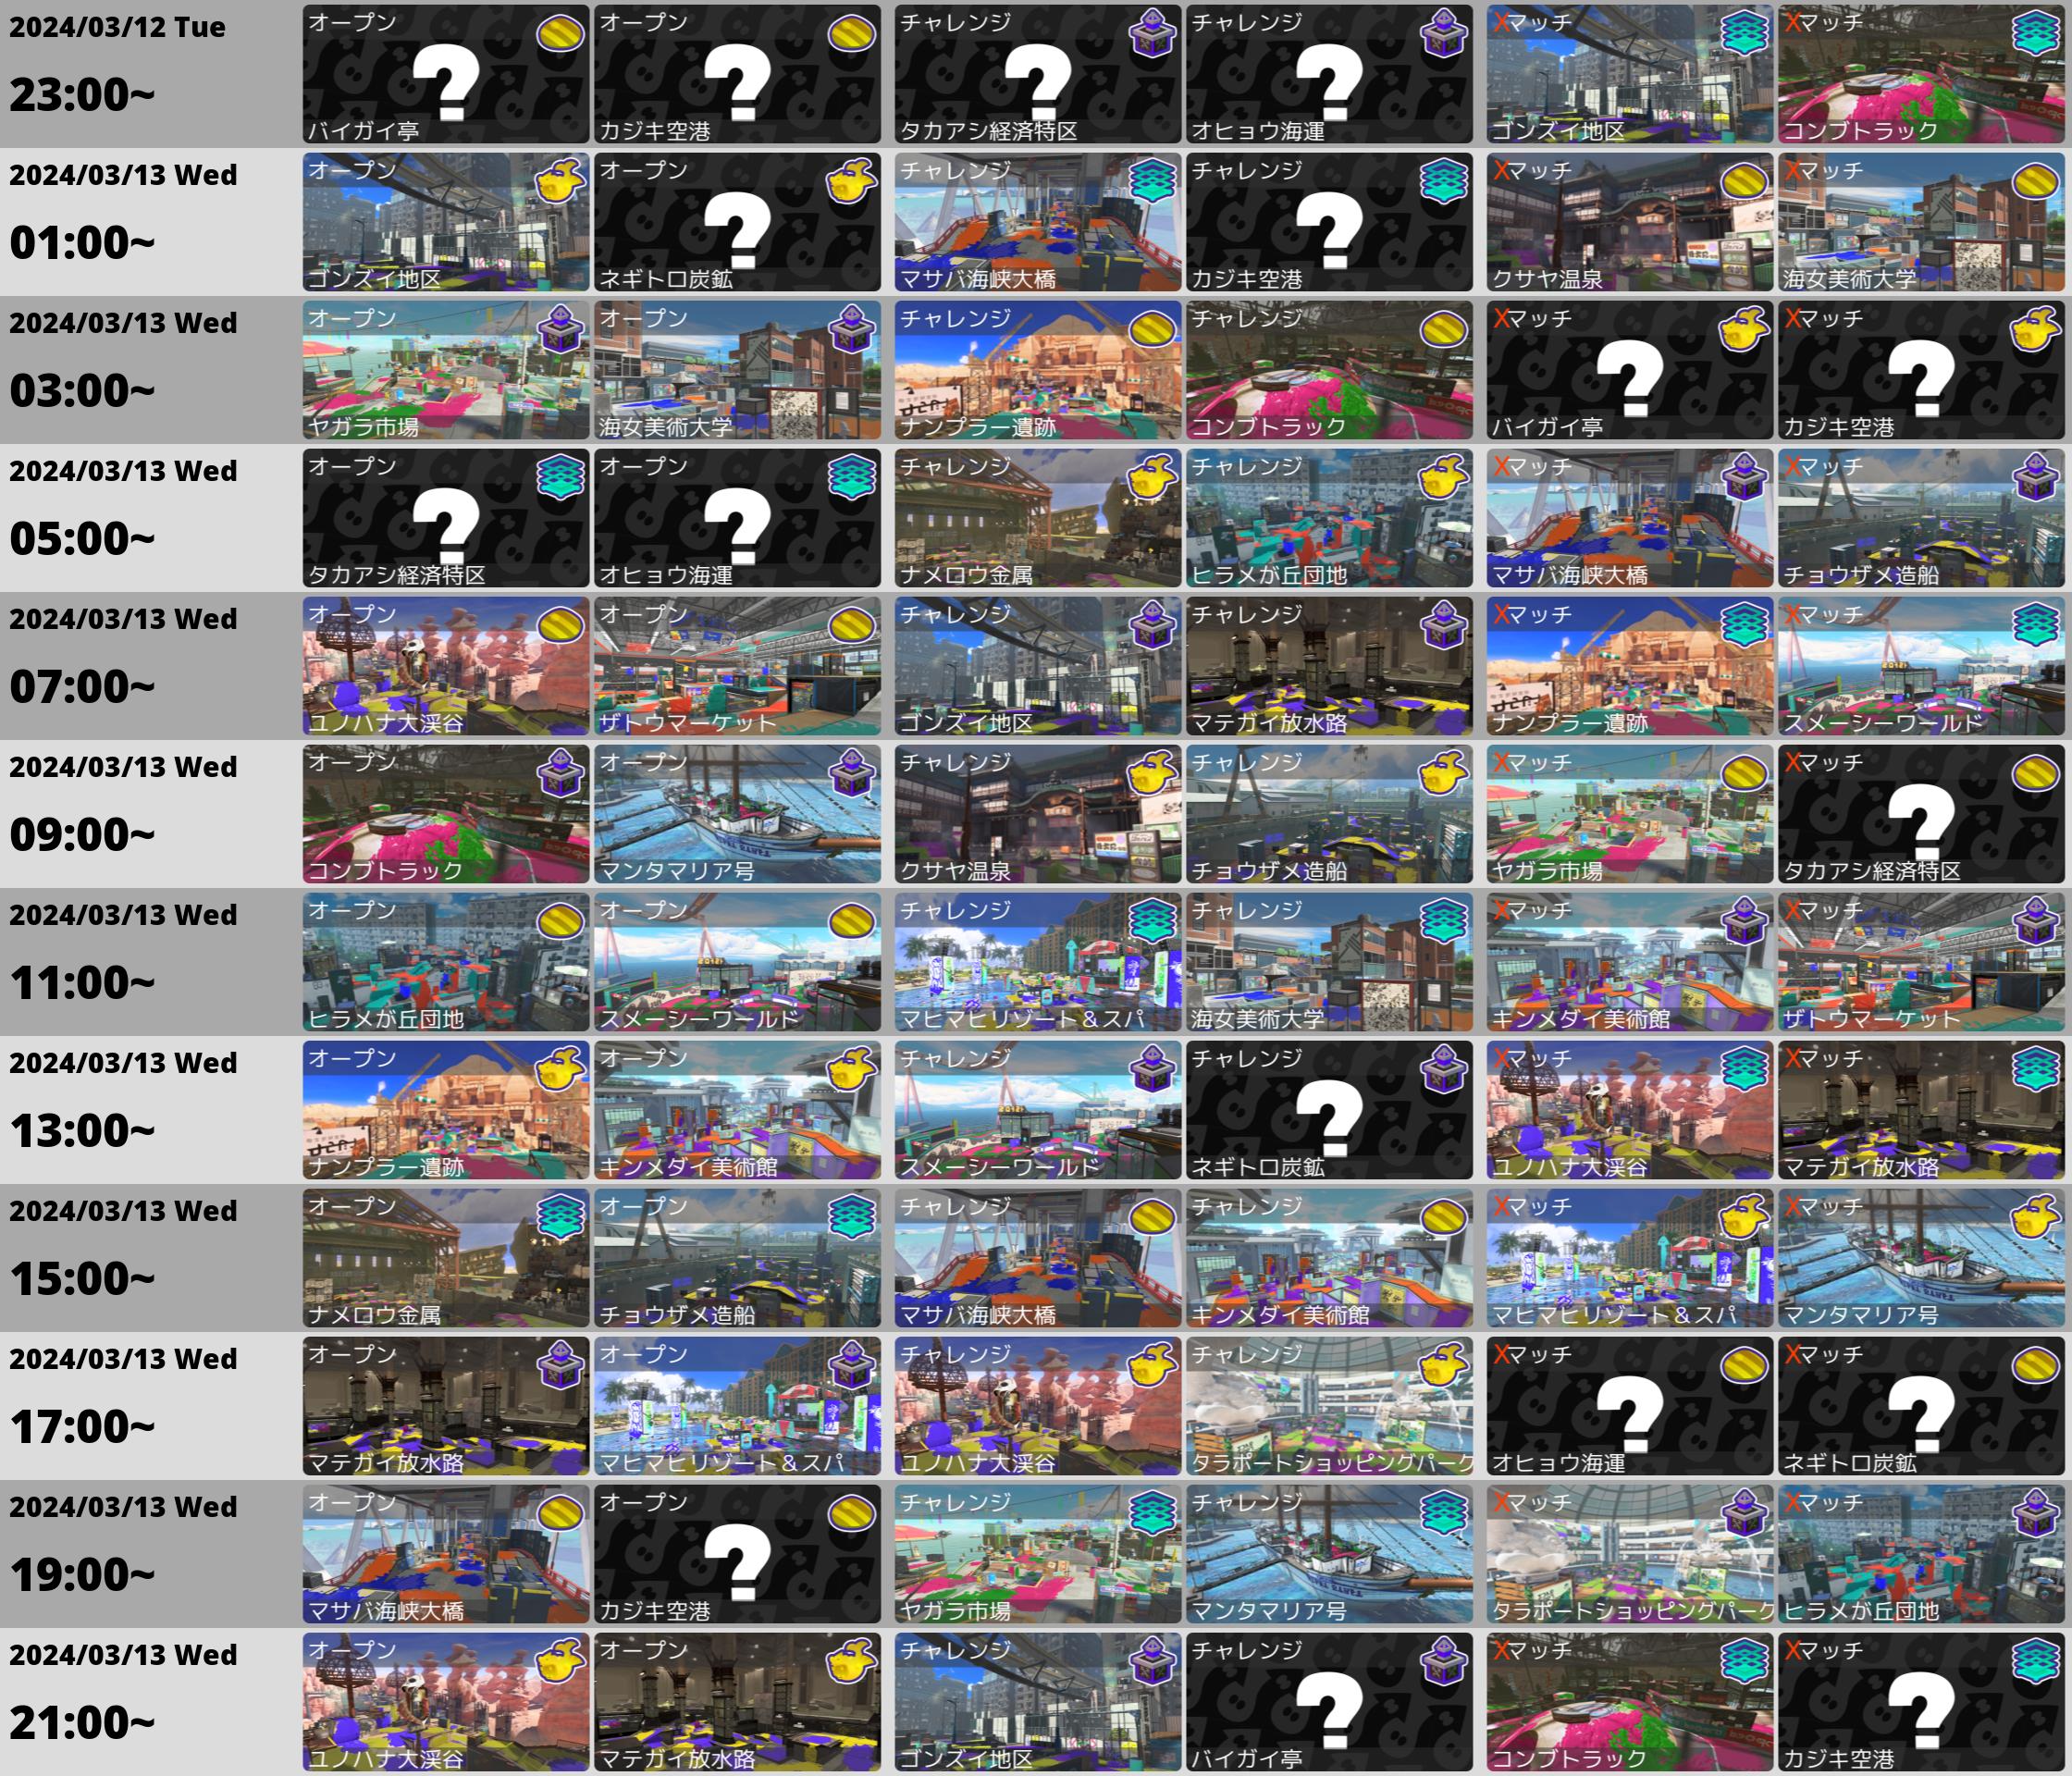 2024/03/12 Tue
23:00~
オープン
バイガイ亭
オープン
カジキ空港
チャレンジ
タカアシ経済特区
チャレンジ
オヒョウ海運
Xマッチ
ゴンズイ地区
Xマッチ
コンブトラック
2024/03/13 Wed
01:00~
オープン
ゴンズイ地区
オープン
ネギトロ炭鉱
チャレンジ
マサバ海峡大橋
チャレンジ
カジキ空港
Xマッチ
クサヤ温泉
Xマッチ
海女美術大学
2024/03/13 Wed
03:00~
オープン
ヤガラ市場
オープン
海女美術大学
チャレンジ
ナンプラー遺跡
チャレンジ
コンブトラック
Xマッチ
バイガイ亭
Xマッチ
カジキ空港
2024/03/13 Wed
05:00~
オープン
タカアシ経済特区
オープン
オヒョウ海運
チャレンジ
ナメロウ金属
チャレンジ
ヒラメが丘団地
Xマッチ
マサバ海峡大橋
Xマッチ
チョウザメ造船
2024/03/13 Wed
07:00~
オープン
ユノハナ大渓谷
オープン
ザトウマーケット
チャレンジ
ゴンズイ地区
チャレンジ
マテガイ放水路
Xマッチ
ナンプラー遺跡
Xマッチ
スメーシーワールド
2024/03/13 Wed
09:00~
オープン
コンブトラック
オープン
マンタマリア号
チャレンジ
クサヤ温泉
チャレンジ
チョウザメ造船
Xマッチ
ヤガラ市場
Xマッチ
タカアシ経済特区
2024/03/13 Wed
11:00~
オープン
ヒラメが丘団地
オープン
スメーシーワールド
チャレンジ
マヒマヒリゾート＆スパ
チャレンジ
海女美術大学
Xマッチ
キンメダイ美術館
Xマッチ
ザトウマーケット
2024/03/13 Wed
13:00~
オープン
ナンプラー遺跡
オープン
キンメダイ美術館
チャレンジ
スメーシーワールド
チャレンジ
ネギトロ炭鉱
Xマッチ
ユノハナ大渓谷
Xマッチ
マテガイ放水路
2024/03/13 Wed
15:00~
オープン
ナメロウ金属
オープン
チョウザメ造船
チャレンジ
マサバ海峡大橋
チャレンジ
キンメダイ美術館
Xマッチ
マヒマヒリゾート＆スパ
Xマッチ
マンタマリア号
2024/03/13 Wed
17:00~
オープン
マテガイ放水路
オープン
マヒマヒリゾート＆スパ
チャレンジ
ユノハナ大渓谷
チャレンジ
タラポートショッピングパーク
Xマッチ
オヒョウ海運
Xマッチ
ネギトロ炭鉱
2024/03/13 Wed
19:00~
オープン
マサバ海峡大橋
オープン
カジキ空港
チャレンジ
ヤガラ市場
チャレンジ
マンタマリア号
Xマッチ
タラポートショッピングパーク
Xマッチ
ヒラメが丘団地
2024/03/13 Wed
21:00~
オープン
ユノハナ大渓谷
オープン
マテガイ放水路
チャレンジ
ゴンズイ地区
チャレンジ
バイガイ亭
Xマッチ
コンブトラック
Xマッチ
カジキ空港